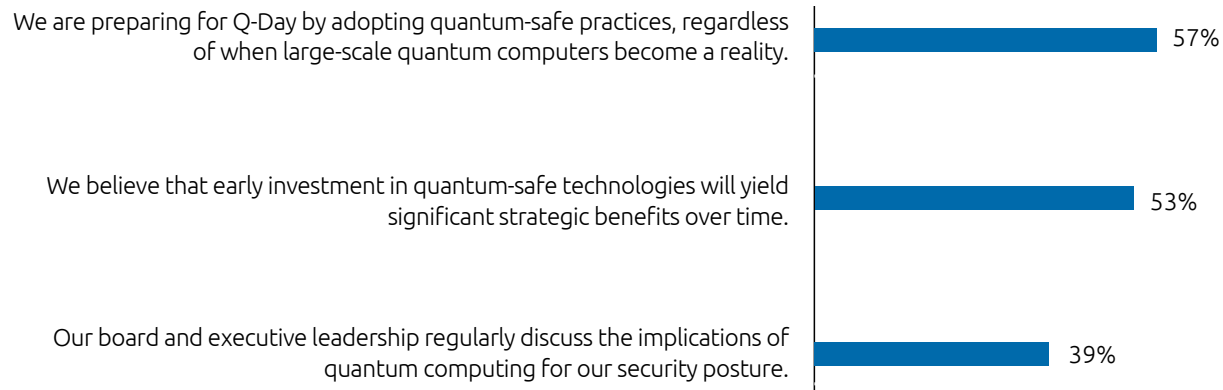 We are preparing for Q-Day by adopting quantum-safe practices, regardless
of when large-scale quantum computers become a reality.
57%
We believe that early investment in quantum-safe technologies will yield
significant strategic benefits over time.
53%
Our board and executive leadership regularly discuss the implications of
quantum computing for our security posture.
39%